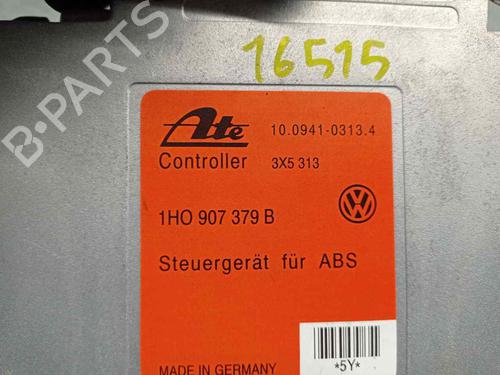 B-PARTS
16515
Ate
10.0941-0313.4
Controller 3X5 313
1HO 907 379 B
Steuergerät für ABS
MADE IN GERMANY
*5Y*